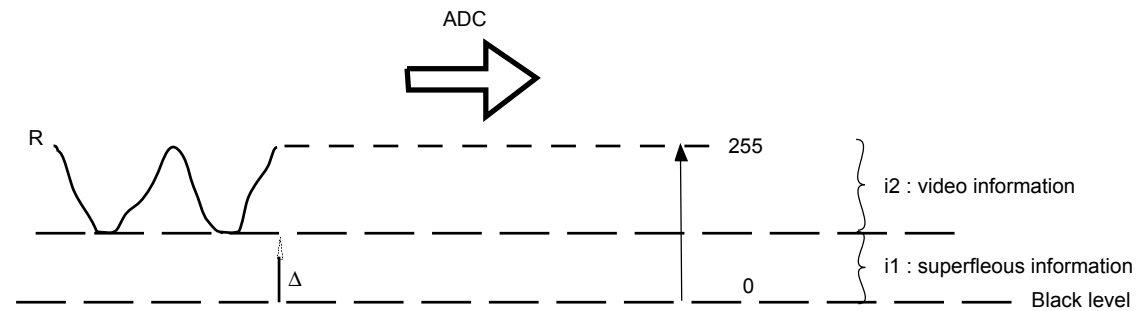 ADC
R
255
i2 : video information
Δ
i1 : superfleous information
0
Black level